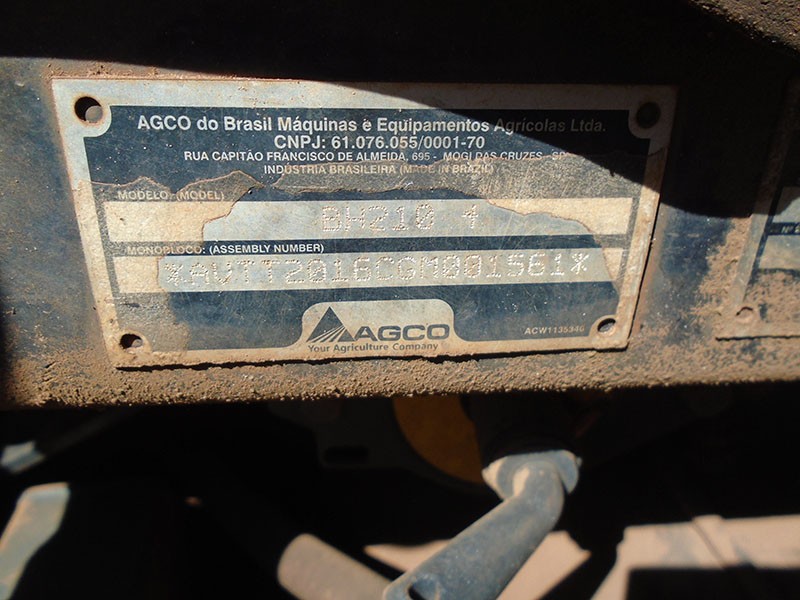 AGCO do Brasil Máquinas e Equipamentos Agrícolas Ltda.
CNPJ: 61.076.055/0001-70
RUA CAPITÃO FRANCISCO DE ALMEIDA, 695 - MOGI DAS CRUZES - SP
INDÚSTRIA BRASILEIRA (MADE IN BRAZIL)
MODELO: (MODEL)
BH210 4
MONOBLOCO: (ASSEMBLY NUMBER)
*AVTT2016CGM001561*
AGCO
Your Agriculture Company
ACW1135340